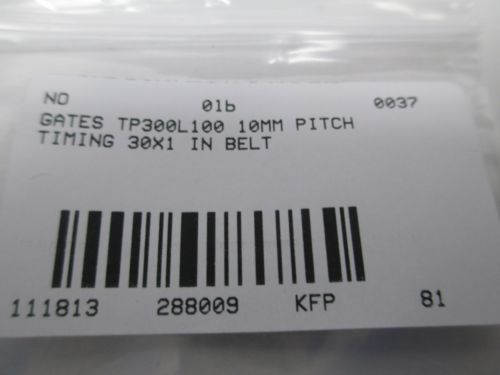 NO 01b 0037
GATES TP300L100 10MM PITCH
TIMING 30X1 IN BELT
111813 288009 KFP 81